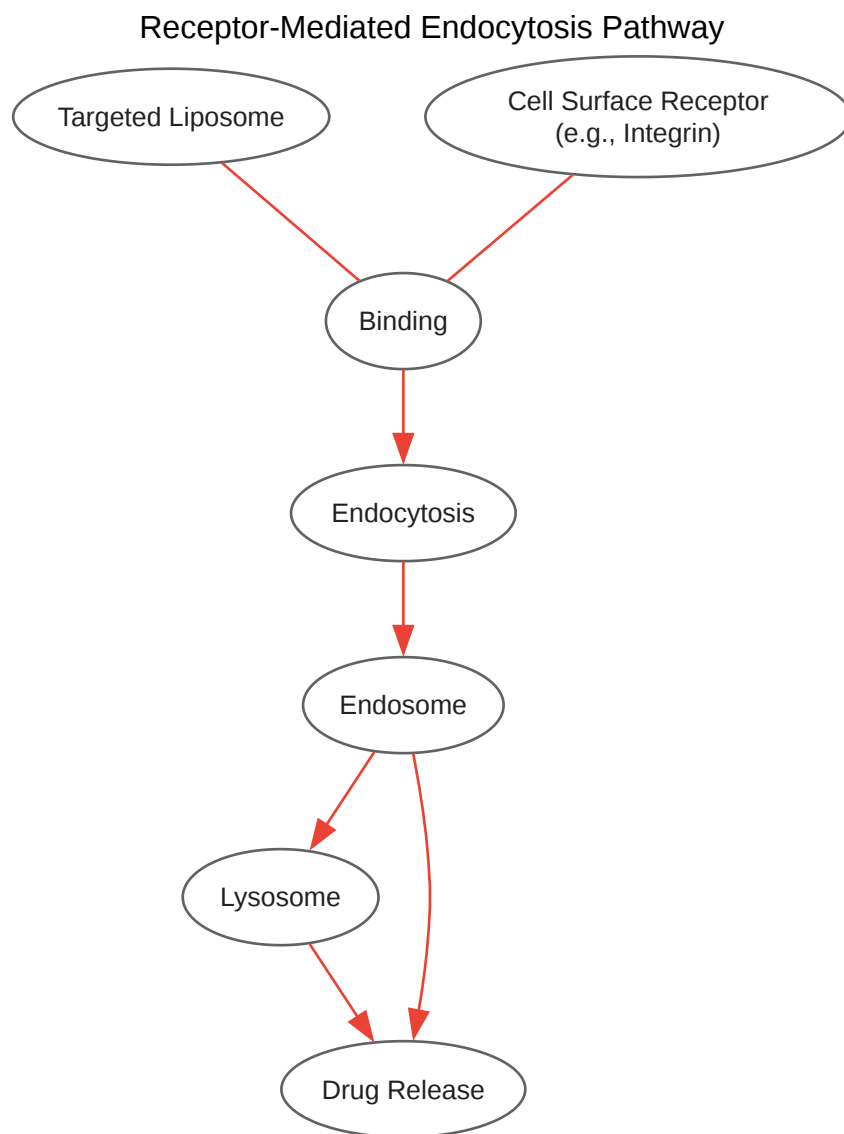 Receptor-Mediated Endocytosis Pathway
Targeted Liposome
Cell Surface Receptor
(e.g., Integrin)
Binding
Endocytosis
Endosome
Lysosome
Drug Release